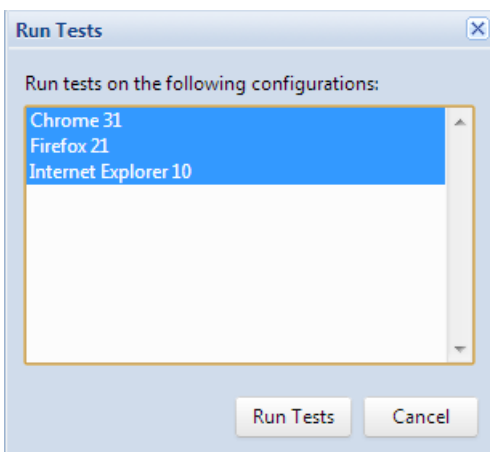 Run Tests
Run tests on the following configurations:
Chrome 31
Firefox 21
Internet Explorer 10
Run Tests
Cancel